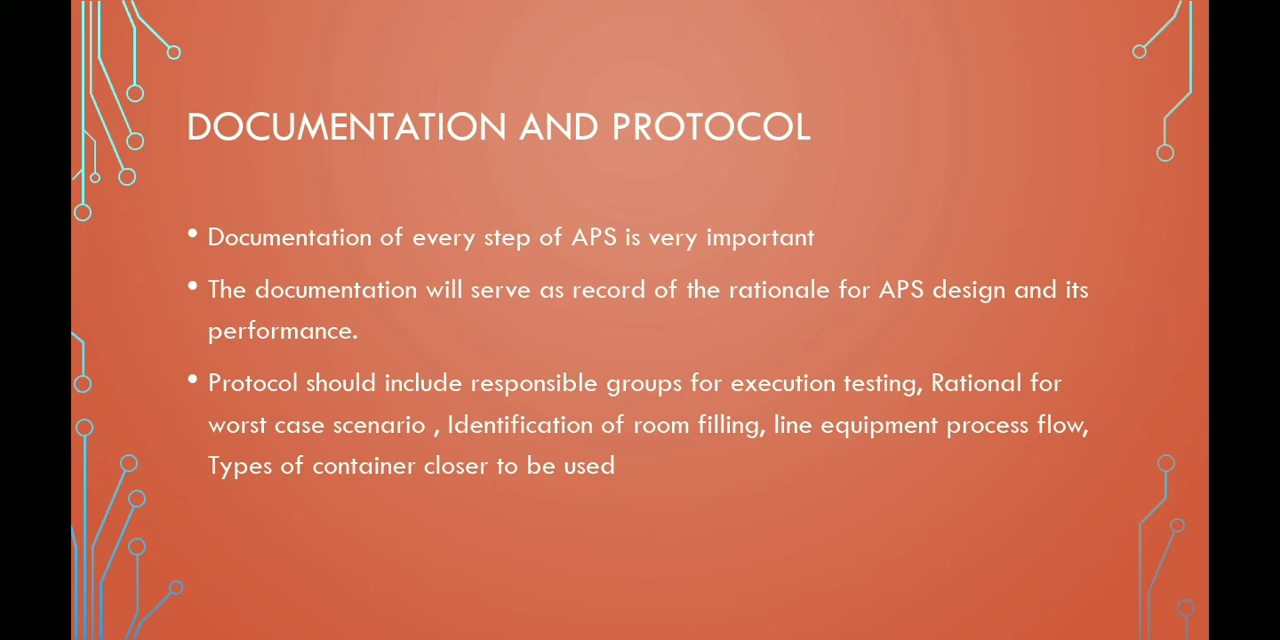 DOCUMENTATION AND PROTOCOL
• Documentation of every step of APS is very important
• The documentation will serve as record of the rationale for APS design and its
performance.
• Protocol should include responsible groups for execution testing, Rational for
worst case scenario , Identification of room filling, line equipment process flow,
Types of container closer to be used